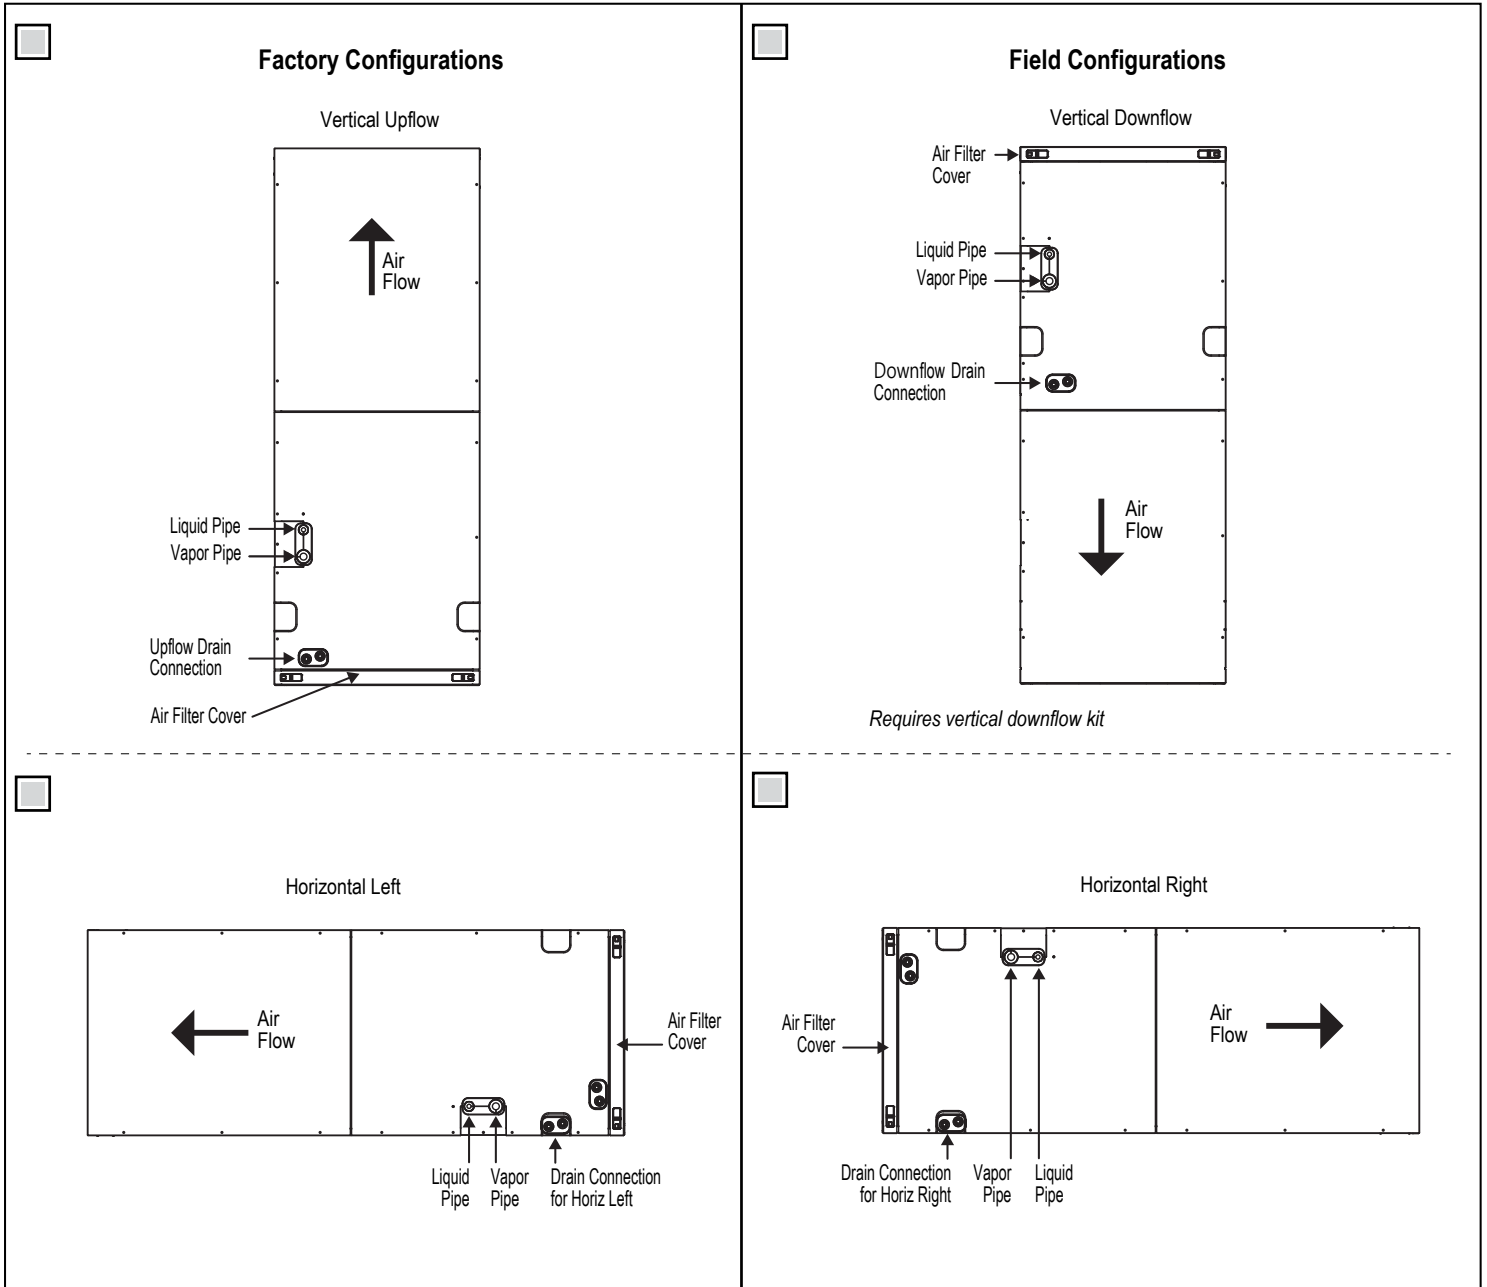 Factory Configurations
Vertical Upflow
Air
Flow
Liquid Pipe
Vapor Pipe
Upflow Drain
Connection
Air Filter Cover
Horizontal Left
Air
Flow
Air Filter
Cover
Liquid
Pipe
Vapor
Pipe
Drain Connection
for Horiz Left
Field Configurations
Vertical Downflow
Air Filter
Cover
Liquid Pipe
Vapor Pipe
Downflow Drain
Connection
Air
Flow
Requires vertical downflow kit
Horizontal Right
Air Filter
Cover
Air
Flow
Drain Connection
for Horiz Right
Vapor
Pipe
Liquid
Pipe